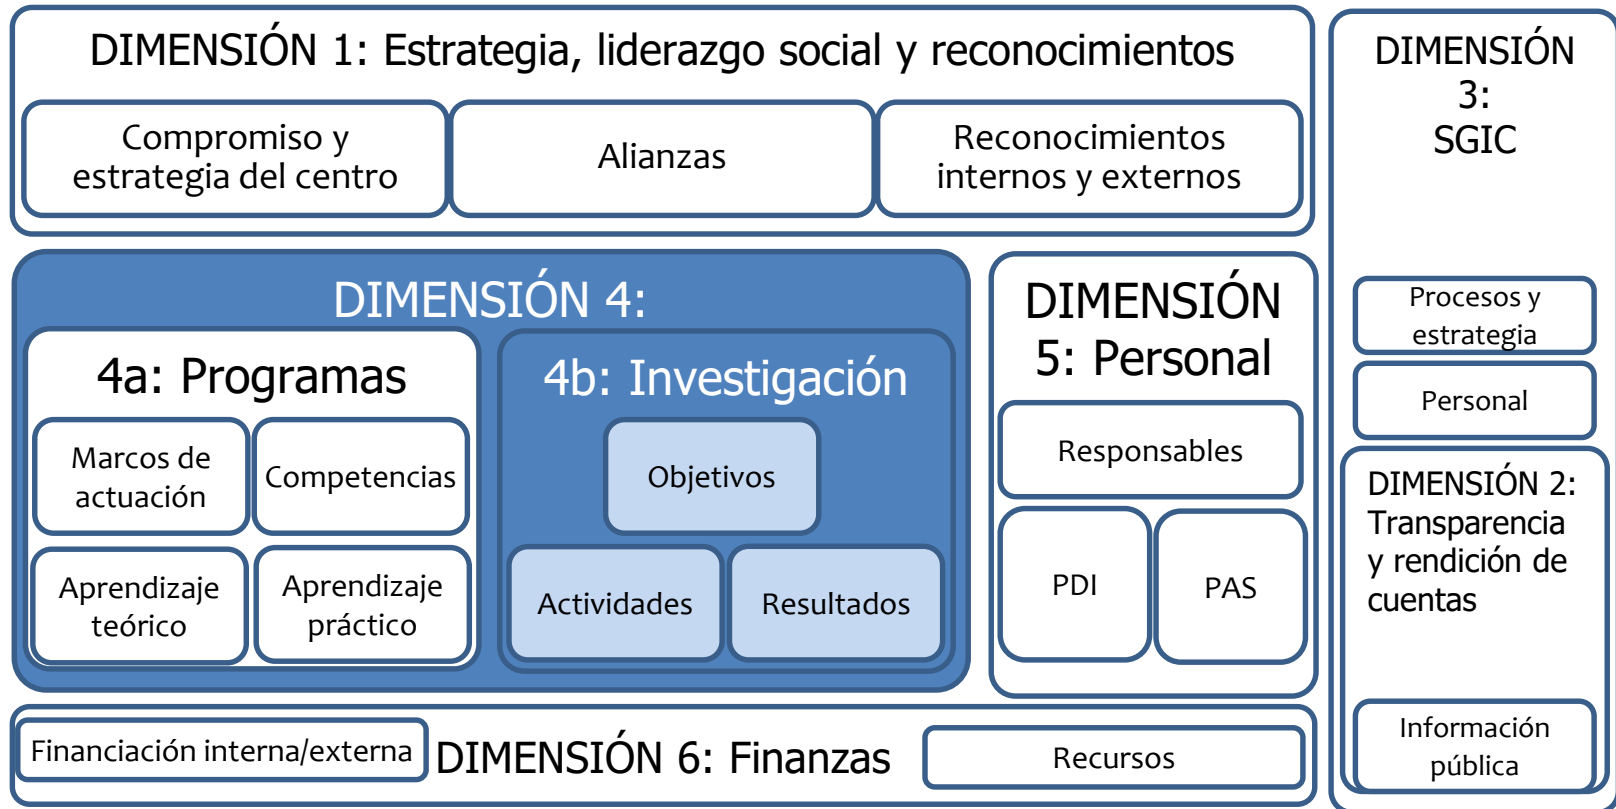 DIMENSIÓN 1: Estrategia, liderazgo social y reconocimientos
Compromiso y
estrategia del centro
Alianzas
Reconocimientos
internos y externos
DIMENSIÓN 4:
4a: Programas
Marcos de
actuación
Competencias
Aprendizaje
teórico
Aprendizaje
práctico
4b: Investigación
Objetivos
Actividades
Resultados
DIMENSIÓN
5: Personal
Responsables
PDI
PAS
DIMENSIÓN
3:
SGIC
Procesos y
estrategia
Personal
DIMENSIÓN 2:
Transparencia
y rendición de
cuentas
Información
pública
Financiación interna/externa
DIMENSIÓN 6: Finanzas
Recursos